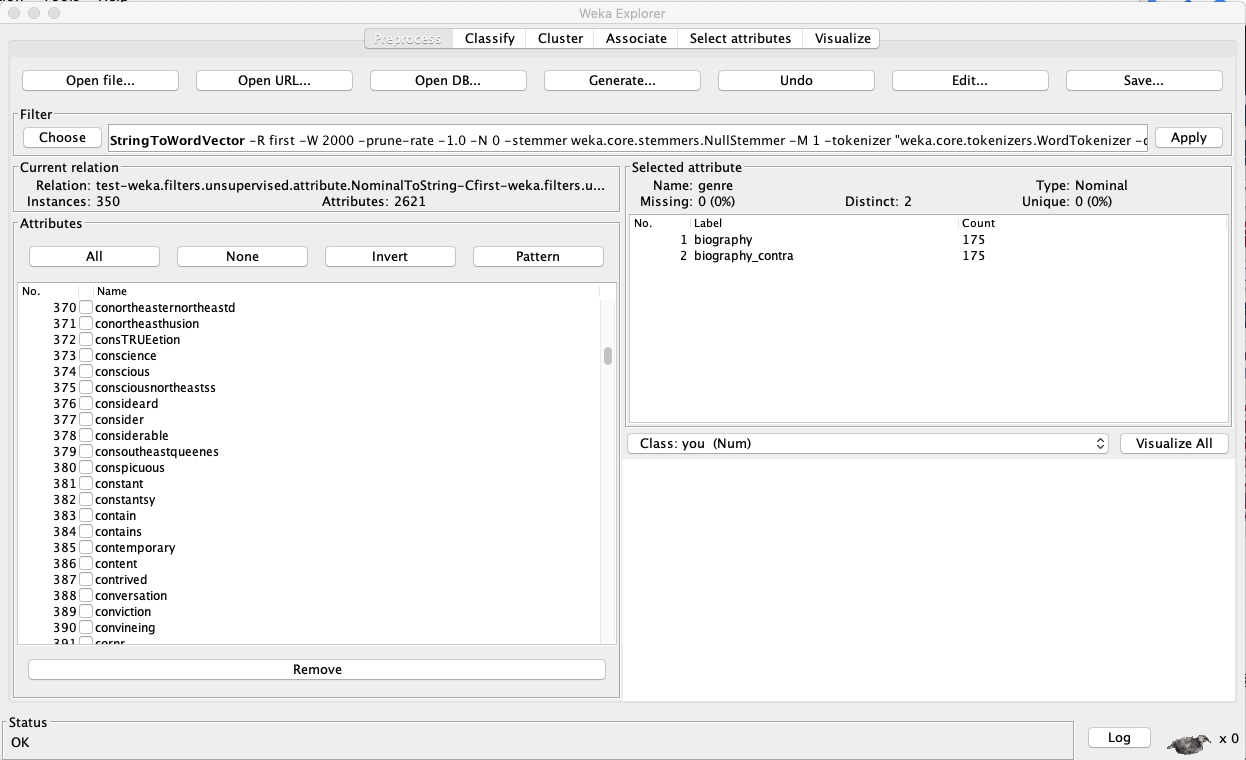 Weka Explorer
Preprocess Classify Cluster Associate Select attributes Visualize
Open file... Open URL... Open DB... Generate... Undo Edit... Save...
Filter
Choose StringToWordVector -R first -W 2000 -prune-rate -1.0 -N 0 -stemmer weka.core.stemmers.NullStemmer -M 1 -tokenizer "weka.core.tokenizers.WordTokenizer Apply
Current relation
Relation: test-weka.filters.unsupervised.attribute.NominalToString-Cfirst-weka.filters.u...
Instances: 350 Attributes: 2621
Attributes
All None Invert Pattern
No. Name
370 conortheasternortheastd
371 conortheasthusion
372 consTRUEetion
373 conscience
374 conscious
375 consciousnortheastss
376 consideard
377 consider
378 considerable
379 consoutheastqueenes
380 conspicuous
381 constant
382 constantsy
383 contain
384 contains
385 contemporary
386 content
387 contrived
388 conversation
389 conviction
390 convineing
Remove
Selected attribute
Name: genre Type: Nominal
Missing: 0 (0%) Distinct: 2 Unique: 0 (0%)
No. Label Count
1 biography 175
2 biography_contra 175
Class: you (Num) Visualize All
Status
OK
Log x 0